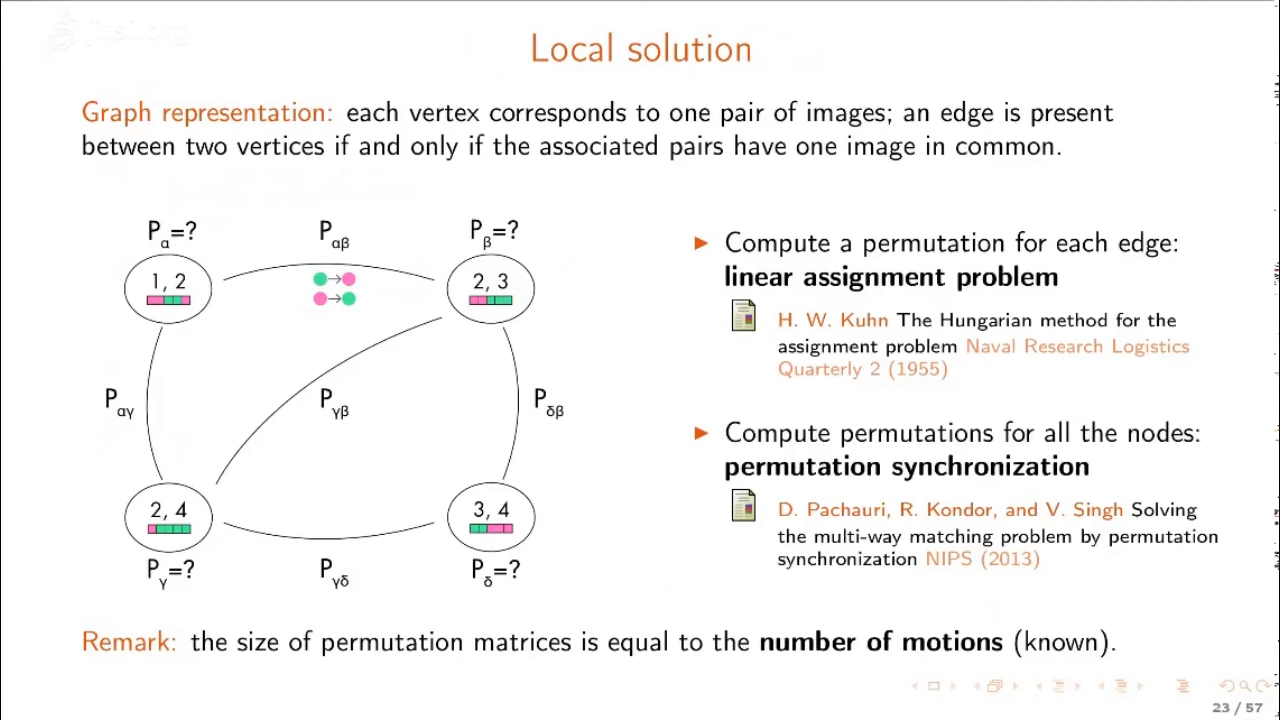 Local solution
Graph representation: each vertex corresponds to one pair of images; an edge is present
between two vertices if and only if the associated pairs have one image in common.
Pα=?
Pαβ
Pβ=?
1, 2
2, 3
Pαγ
Pγβ
Pδβ
2, 4
3, 4
Pγ=?
Pγδ
Pδ=?
▶ Compute a permutation for each edge:
linear assignment problem
H. W. Kuhn The Hungarian method for the
assignment problem Naval Research Logistics
Quarterly 2 (1955)
▶ Compute permutations for all the nodes:
permutation synchronization
D. Pachauri, R. Kondor, and V. Singh Solving
the multi-way matching problem by permutation
synchronization NIPS (2013)
Remark: the size of permutation matrices is equal to the number of motions (known).
23 / 57